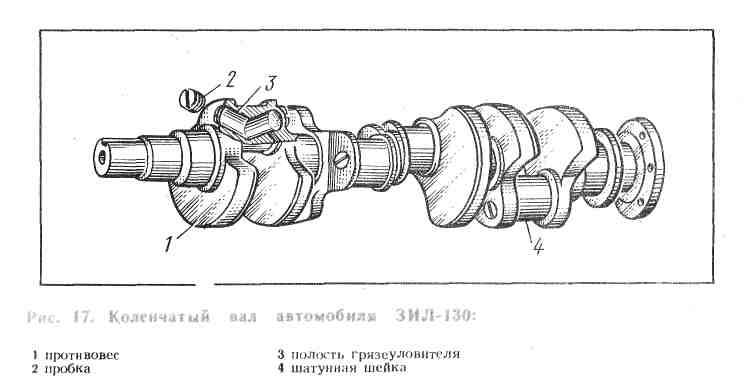 2
3
1
4
Рис. 17. Коленчатый вал автомобиля ЗИЛ-130:
1 противовес
2 пробка
3 полость грязеуловителя
4 шатунная шейка